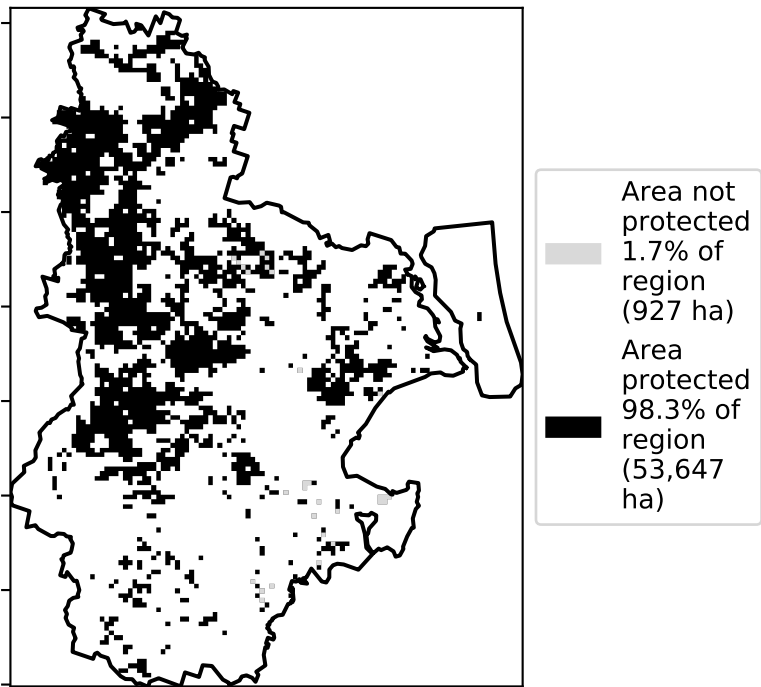 Area not
protected
1.7% of
region
(927 ha)
Area
protected
98.3% of
region
(53,647
ha)